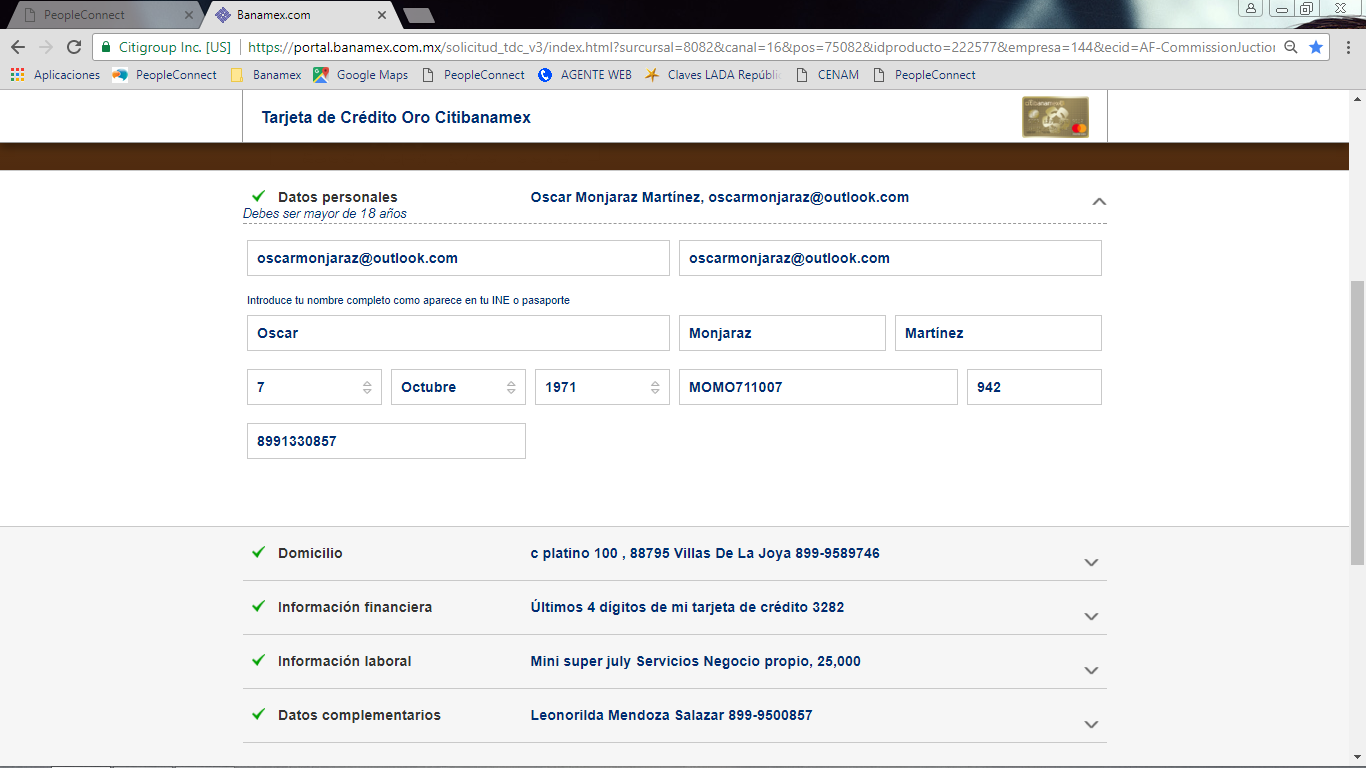 PeopleConnect
Banamex.com
Citigroup Inc. [US]
https://portal.banamex.com.mx/solicitud_tdc_v3/index.html?surcursal=8082&canal=16&pos=75082&idproducto=222577&empresa=144&ecid=AF-CommissionJuction
Aplicaciones PeopleConnect Banamex Google Maps PeopleConnect AGENTE WEB Claves LADA Repúbli CENAM PeopleConnect
Tarjeta de Crédito Oro Citibanamex
Datos personales Oscar Monjaraz Martínez, oscarmonjaraz@outlook.com
Debes ser mayor de 18 años
oscarmonjaraz@outlook.com oscarmonjaraz@outlook.com
Introduce tu nombre completo como aparece en tu INE o pasaporte
Oscar Monjaraz Martínez
7 Octubre 1971 MOMO711007 942
8991330857
Domicilio c platino 100 , 88795 Villas De La Joya 899-9589746
Información financiera Últimos 4 dígitos de mi tarjeta de crédito 3282
Información laboral Mini super july Servicios Negocio propio, 25,000
Datos complementarios Leonorilda Mendoza Salazar 899-9500857